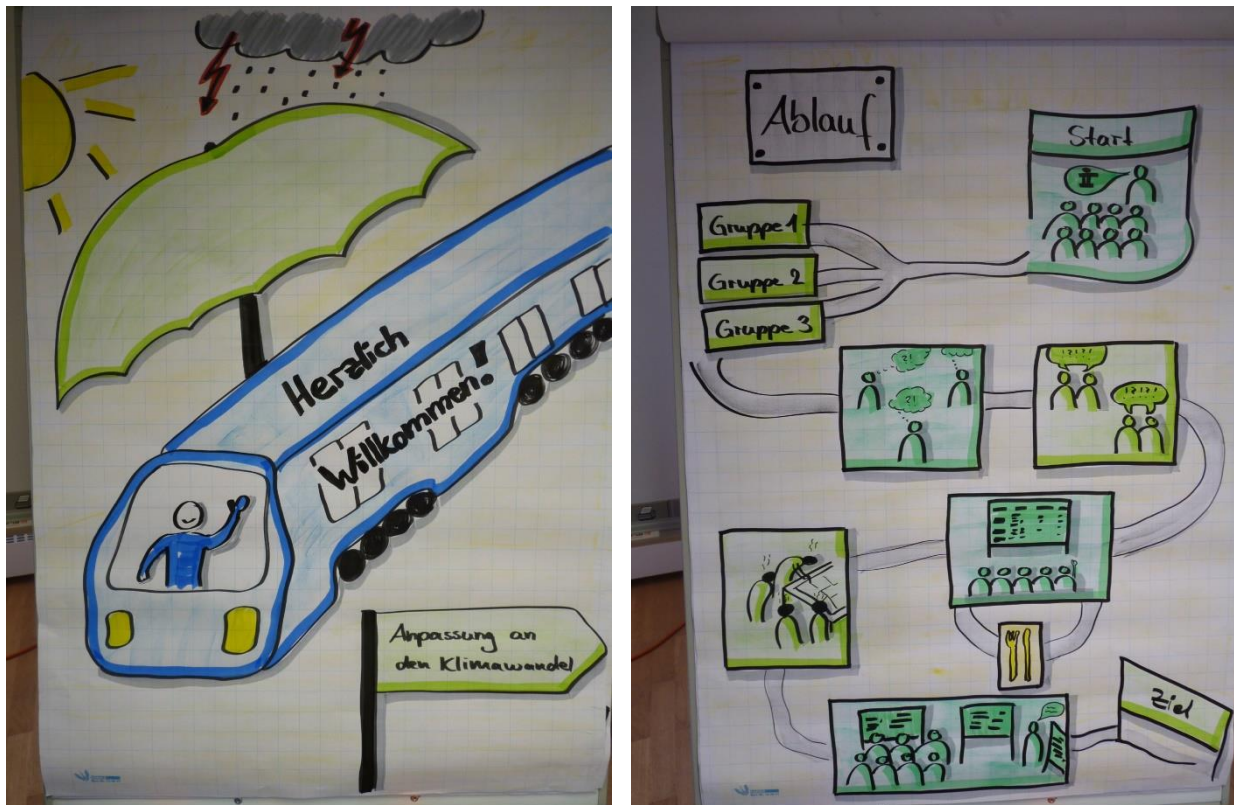 Herzlich
Willkommen!
Anpassung an
den Klimawandel
Ablauf
Start
Gruppe 1
Gruppe 2
Gruppe 3
Ziel